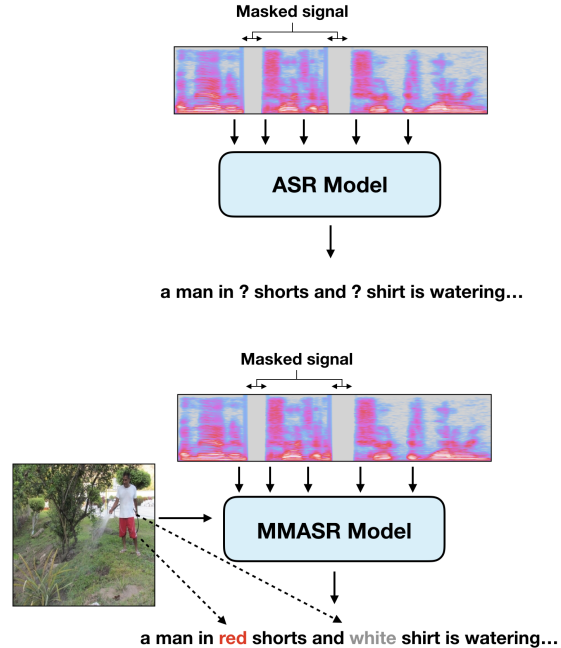 Masked signal
ASR Model
a man in ? shorts and ? shirt is watering...
Masked signal
MMASR Model
a man in red shorts and white shirt is watering...